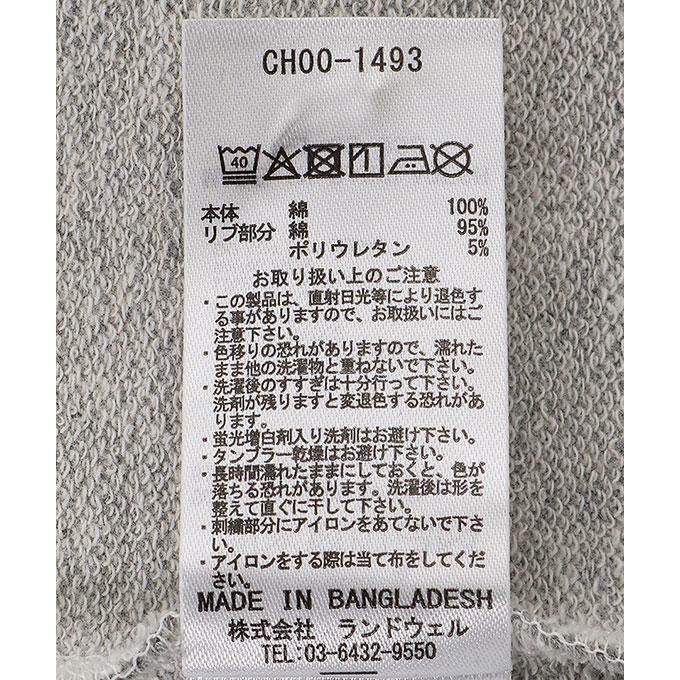 CH00-1493
40
本体 綿 100%
リブ部分 綿 95%
ポリウレタン 5%
お取り扱い上のご注意
・この製品は、直射日光等により退色す
る事がありますので、お取扱いにはご
注意下さい。
・色移りの恐れがありますので、濡れた
まま他の洗濯物と重ねないで下さい。
・洗濯後のすすぎは十分行って下さい。
洗剤が残りますと変退色する恐れがあ
ります。
・蛍光増白剤入り洗剤はお避け下さい。
・タンブラー乾燥はお避け下さい。
・長時間濡れたままにしておくと、色が
落ちる恐れがあります。洗濯後は形を
整えて直ぐに干して下さい。
・刺繍部分にアイロンをあてないで下さ
い。
・アイロンをする際は当て布をしてくだ
さい。
MADE IN BANGLADESH
株式会社 ランドウェル
TEL:03-6432-9550